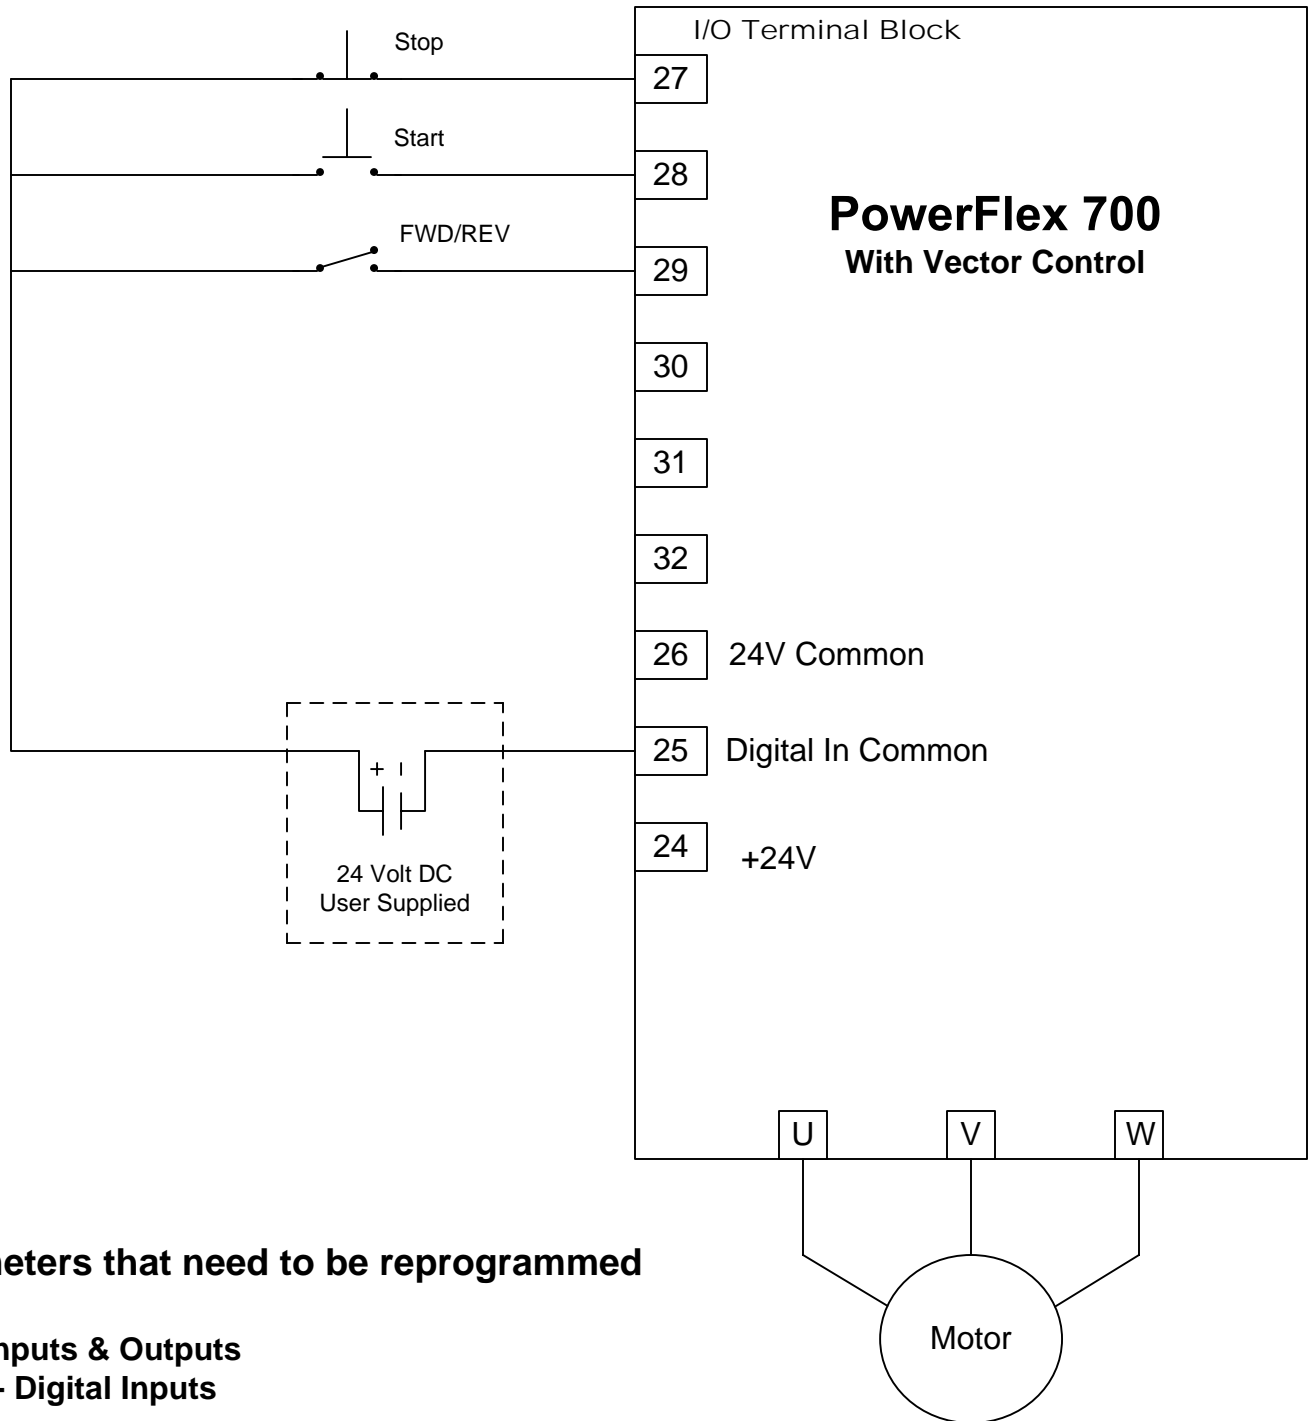 I/O Terminal Block
Stop
27
Start
28
PowerFlex 700
With Vector Control
FWD/REV
29
30
31
32
26 24V Common
25 Digital In Common
+ -
24 +24V
24 Volt DC
User Supplied
U V W
Motor
that need to be reprogrammed
& Outputs
- Digital Inputs